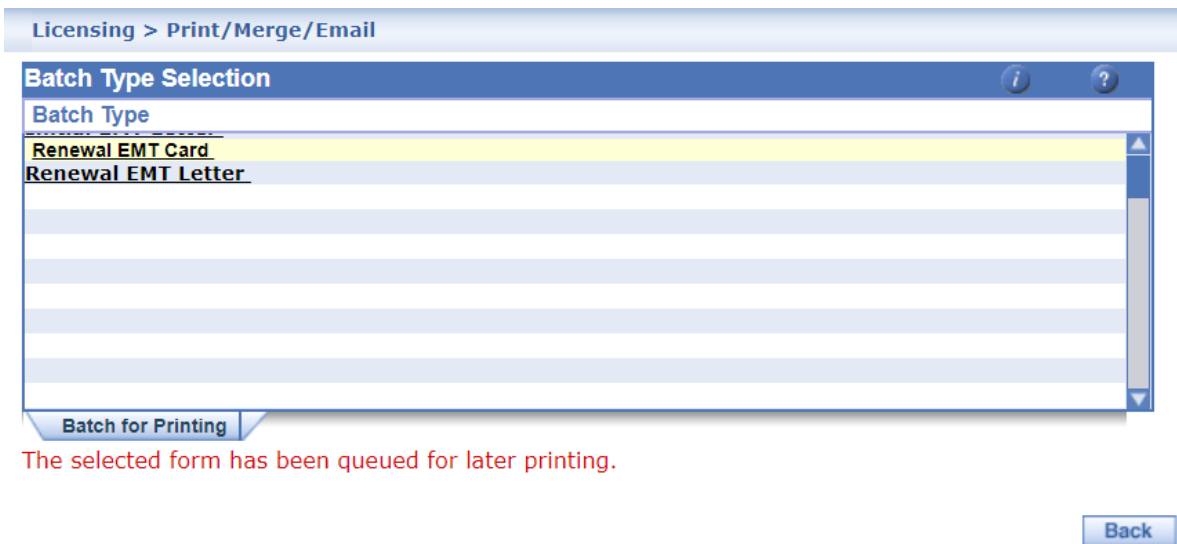 Licensing > Print/Merge/Email
Batch Type Selection
Batch Type
Renewal EMT Card
Renewal EMT Letter
Batch for Printing
The selected form has been queued for later printing.
Back